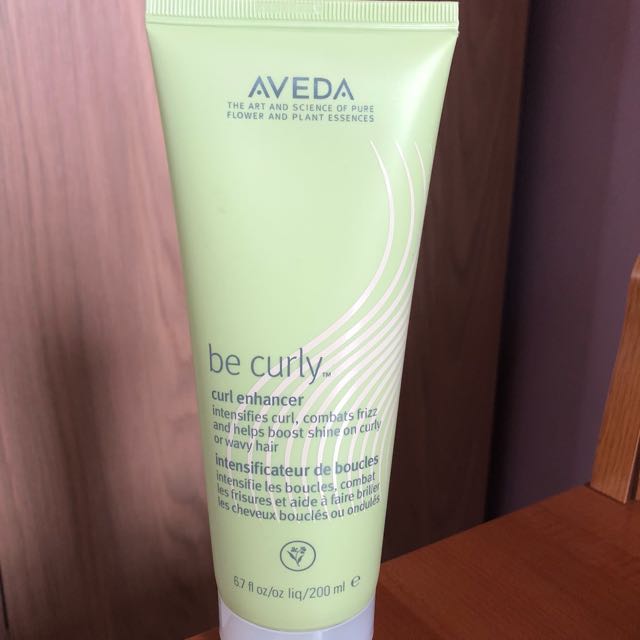 AVEDA
THE ART AND SCIENCE OF PURE
FLOWER AND PLANT ESSENCES
be curly™
curl enhancer
intensifies curl, combats frizz
and helps boost shine on curly
or wavy hair
intensificateur de boucles
intensifie les boucles, combat
les frisures et aide à faire briller
les cheveux bouclés ou ondulés
6.7 fl oz/oz liq/200 ml ℮